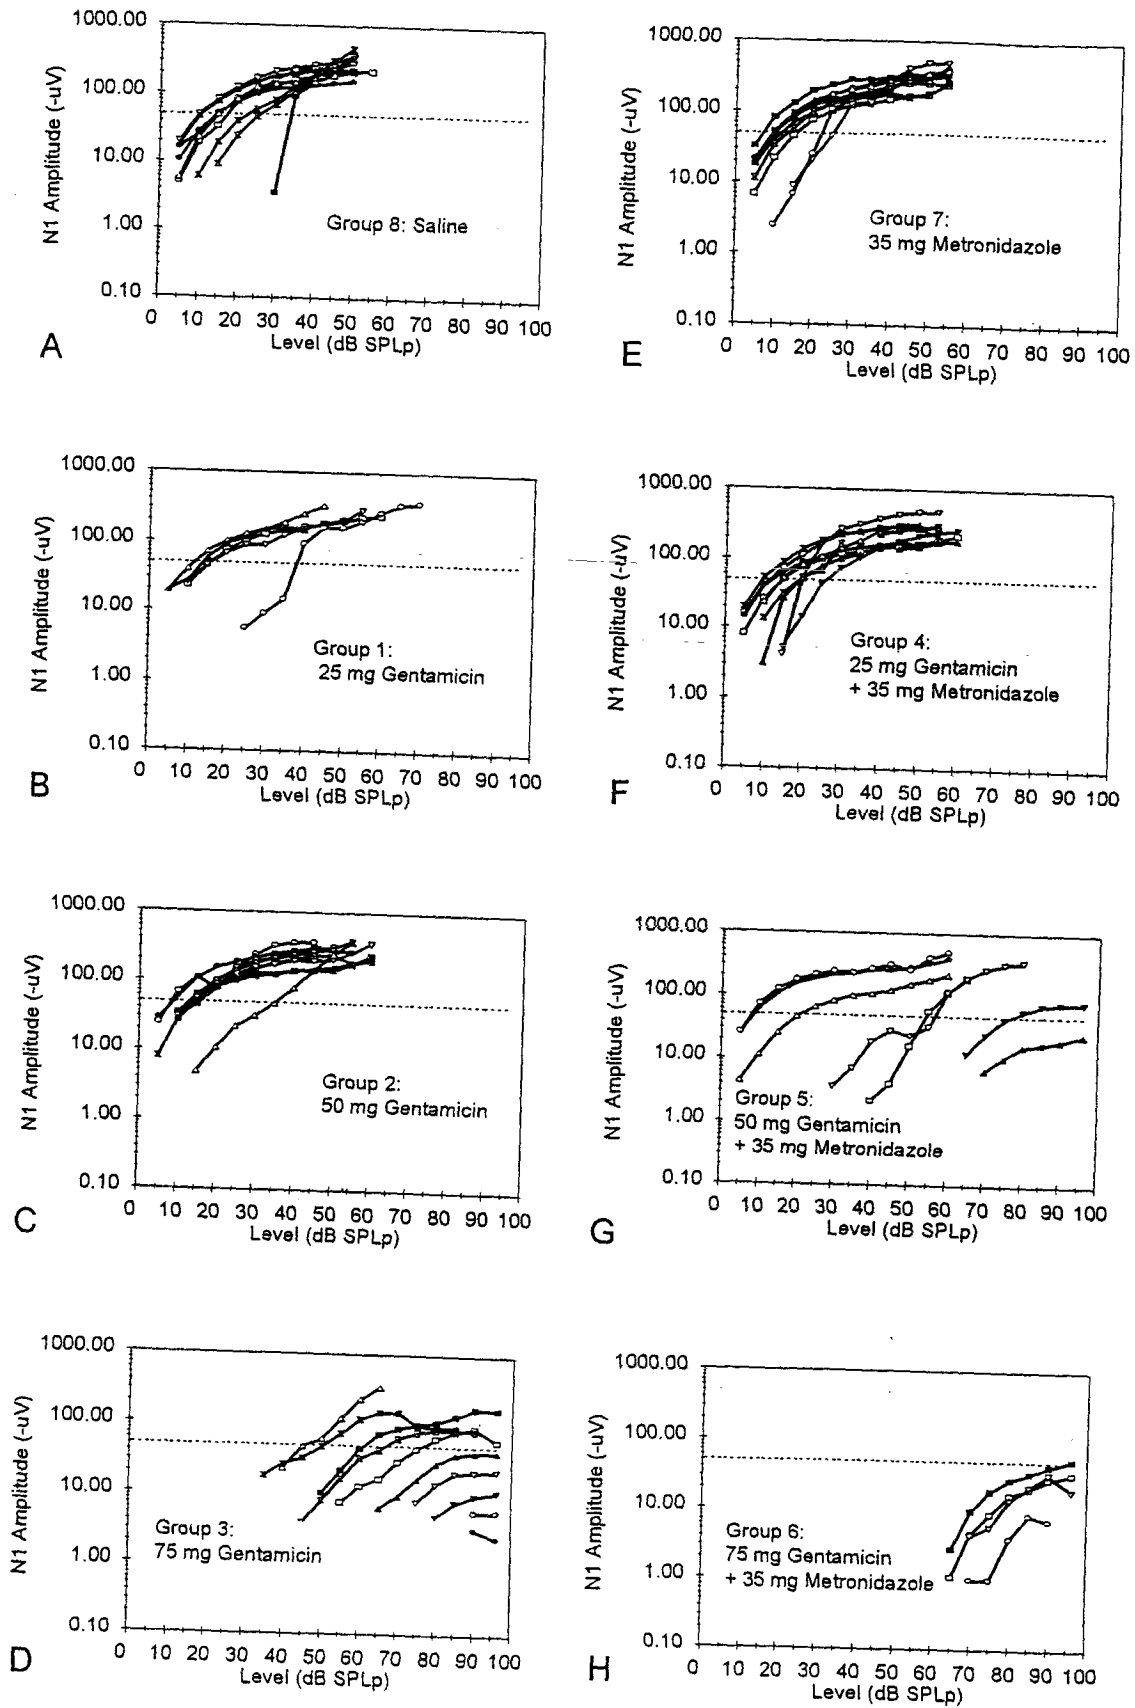 1000.00
100.00
10.00
1.00
0.10
N1 Amplitude (-uV)
Group 8: Saline
0 10 20 30 40 50 60 70 80 90 100
Level (dB SPLp)
A
1000.00
100.00
10.00
1.00
0.10
N1 Amplitude (-uV)
Group 7:
35 mg Metronidazole
0 10 20 30 40 50 60 70 80 90 100
Level (dB SPLp)
E
1000.00
100.00
10.00
1.00
0.10
N1 Amplitude (-uV)
Group 1:
25 mg Gentamicin
0 10 20 30 40 50 60 70 80 90 100
Level (dB SPLp)
B
1000.00
100.00
10.00
1.00
0.10
N1 Amplitude (-uV)
Group 4:
25 mg Gentamicin
+ 35 mg Metronidazole
0 10 20 30 40 50 60 70 80 90 100
Level (dB SPLp)
F
1000.00
100.00
10.00
1.00
0.10
N1 Amplitude (-uV)
Group 2:
50 mg Gentamicin
0 10 20 30 40 50 60 70 80 90 100
Level (dB SPLp)
C
1000.00
100.00
10.00
1.00
0.10
N1 Amplitude (-uV)
Group 5:
50 mg Gentamicin
+ 35 mg Metronidazole
0 10 20 30 40 50 60 70 80 90 100
Level (dB SPLp)
G
1000.00
100.00
10.00
1.00
0.10
N1 Amplitude (-uV)
Group 3:
75 mg Gentamicin
0 10 20 30 40 50 60 70 80 90 100
Level (dB SPLp)
D
1000.00
100.00
10.00
1.00
0.10
N1 Amplitude (-uV)
Group 6:
75 mg Gentamicin
+ 35 mg Metronidazole
0 10 20 30 40 50 60 70 80 90 100
Level (dB SPLp)
H